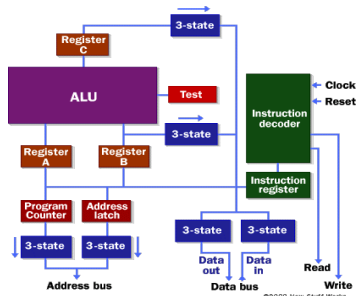 3-state
Register
C
ALU
Test
Clock
Reset
Instruction
decoder
3-state
Register
A
Register
B
Instruction
register
Program
Counter
Address
latch
3-state
3-state
3-state
3-state
Data
out
Data
in
Read
Address bus
Data bus
Write